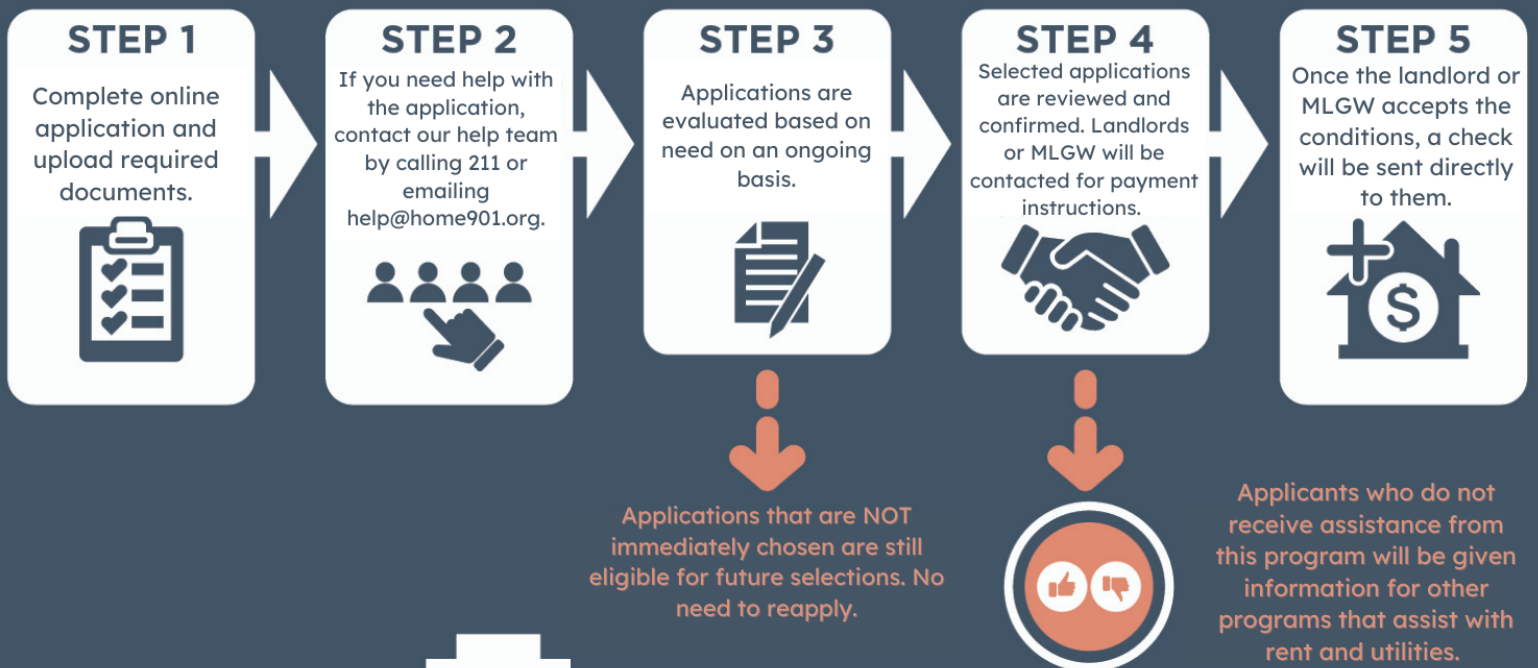 STEP 1
Complete online
application and
upload required
documents.
STEP 2
If you need help with
the application,
contact our help team
by calling 211 or
emailing
help@home901.org.
STEP 3
Applications are
evaluated based on
need on an ongoing
basis.
STEP 4
Selected applications
are reviewed and
confirmed. Landlords
or MLGW will be
contacted for payment
instructions.
STEP 5
Once the landlord or
MLGW accepts the
conditions, a check
will be sent directly
to them.
$
Applications that are NOT
immediately chosen are still
eligible for future selections. No
need to reapply.
Applicants who do not
receive assistance from
this program will be given
information for other
programs that assist with
rent and utilities.